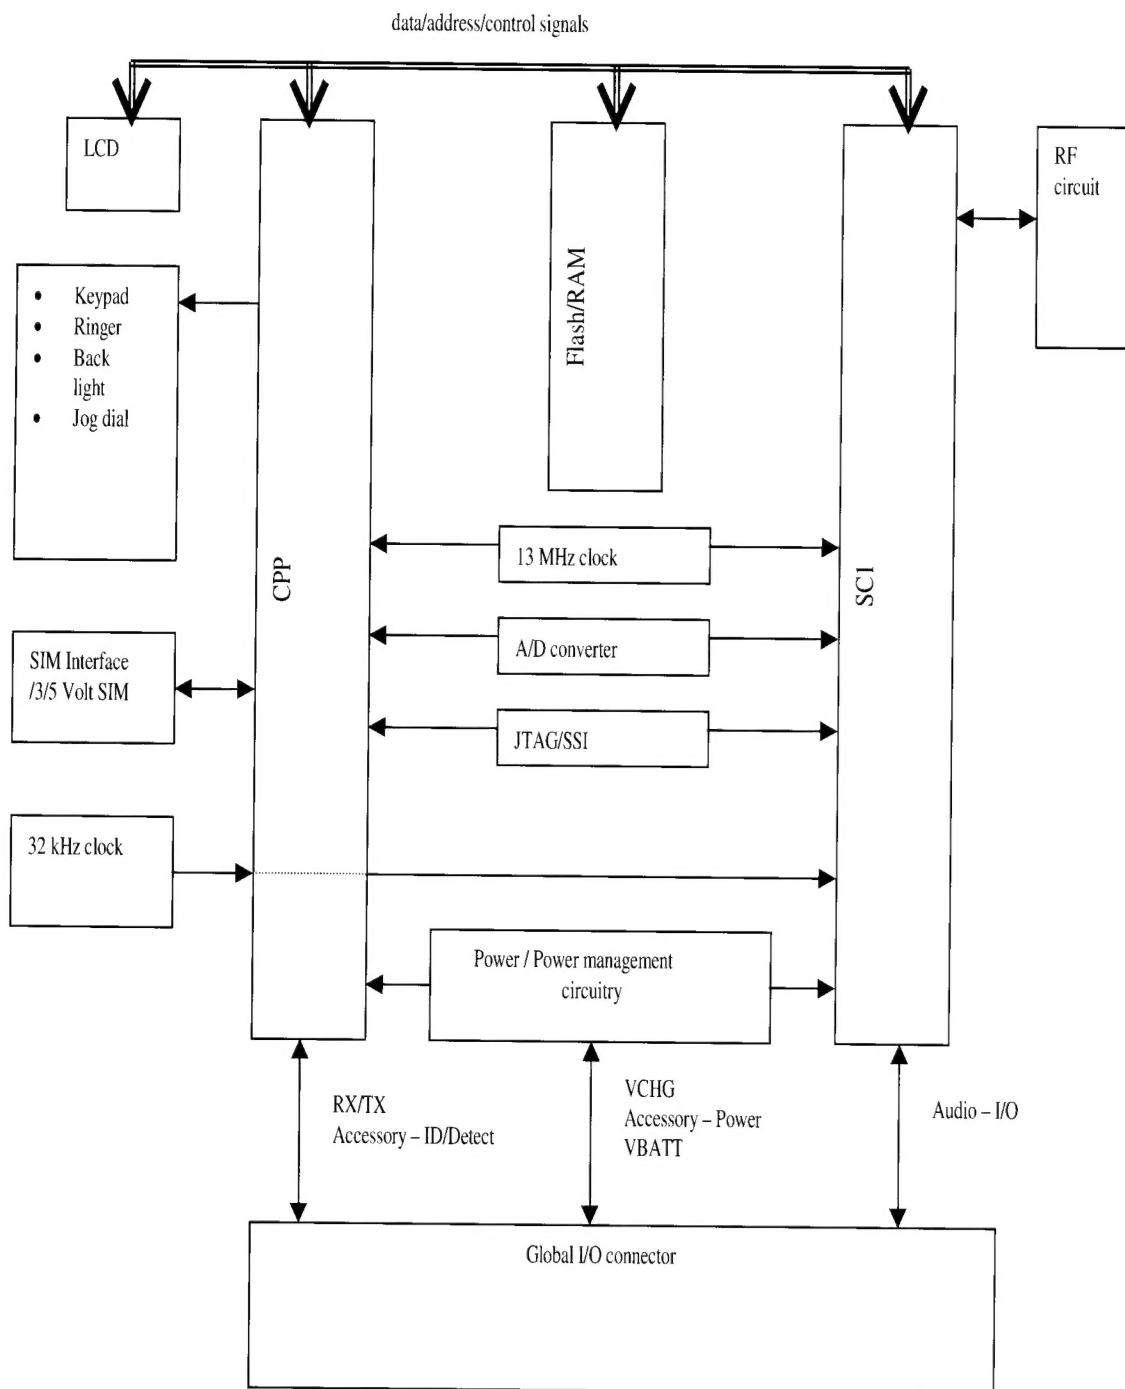 data/address/control signals
LCD
RF
circuit
• Keypad
• Ringer
• Back
light
• Jog dial
Flash/RAM
CPP
SC1
13 MHz clock
A/D converter
SIM Interface
/3/5 Volt SIM
JTAG/SSI
32 kHz clock
Power / Power management
circuitry
RX/TX
Accessory – ID/Detect
VCHG
Accessory – Power
VBATT
Audio – I/O
Global I/O connector